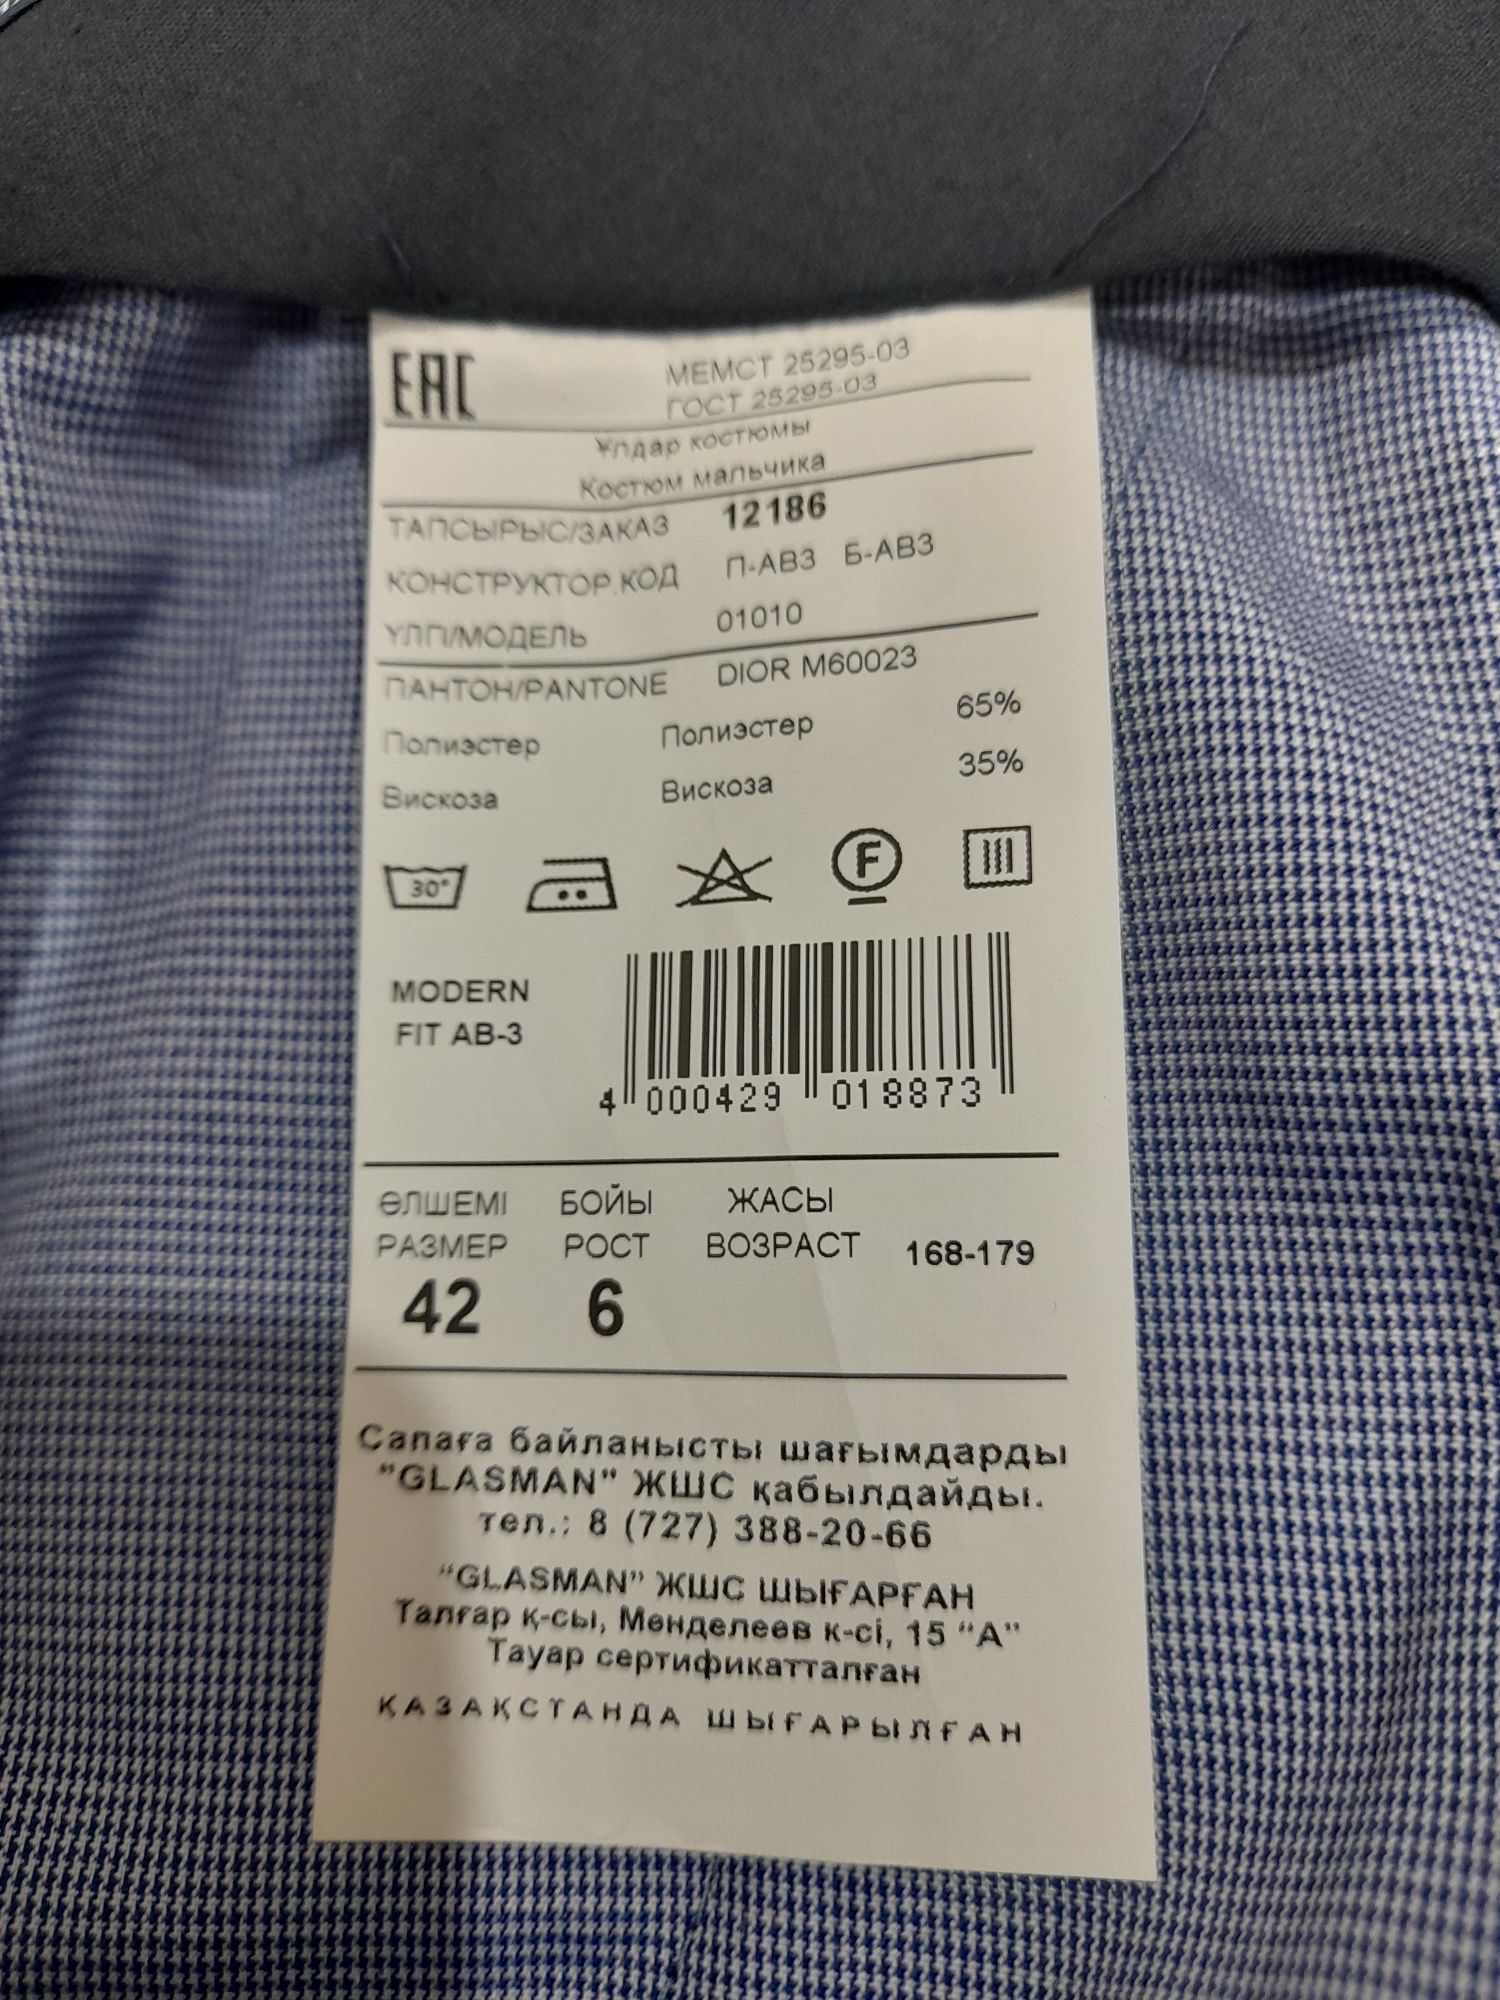 EAC
МЕМСТ 25295-03
ГОСТ 25295-03
Ұлдар костюмы
Костюм мальчика
ТАПСЫРЫС/ЗАКАЗ 12186
КОНСТРУКТОР.КОД П-АВ3 Б-АВ3
ҮЛГІ/МОДЕЛЬ 01010
ПАНТОН/PANTONE DIOR M60023
Полиэстер Полиэстер 65%
Вискоза Вискоза 35%
30° F
MODERN
FIT AB-3
4 000429 018873
ӨЛШЕМІ БОЙЫ ЖАСЫ
РАЗМЕР РОСТ ВОЗРАСТ 168-179
42 6
Сапаға байланысты шағымдарды
"GLASMAN" ЖШС қабылдайды.
тел.: 8 (727) 388-20-66
"GLASMAN" ЖШС ШЫҒАРҒАН
Талғар қ-сы, Менделеев к-сі, 15 "А"
Тауар сертификатталған
ҚАЗАҚСТАНДА ШЫҒАРЫЛҒАН